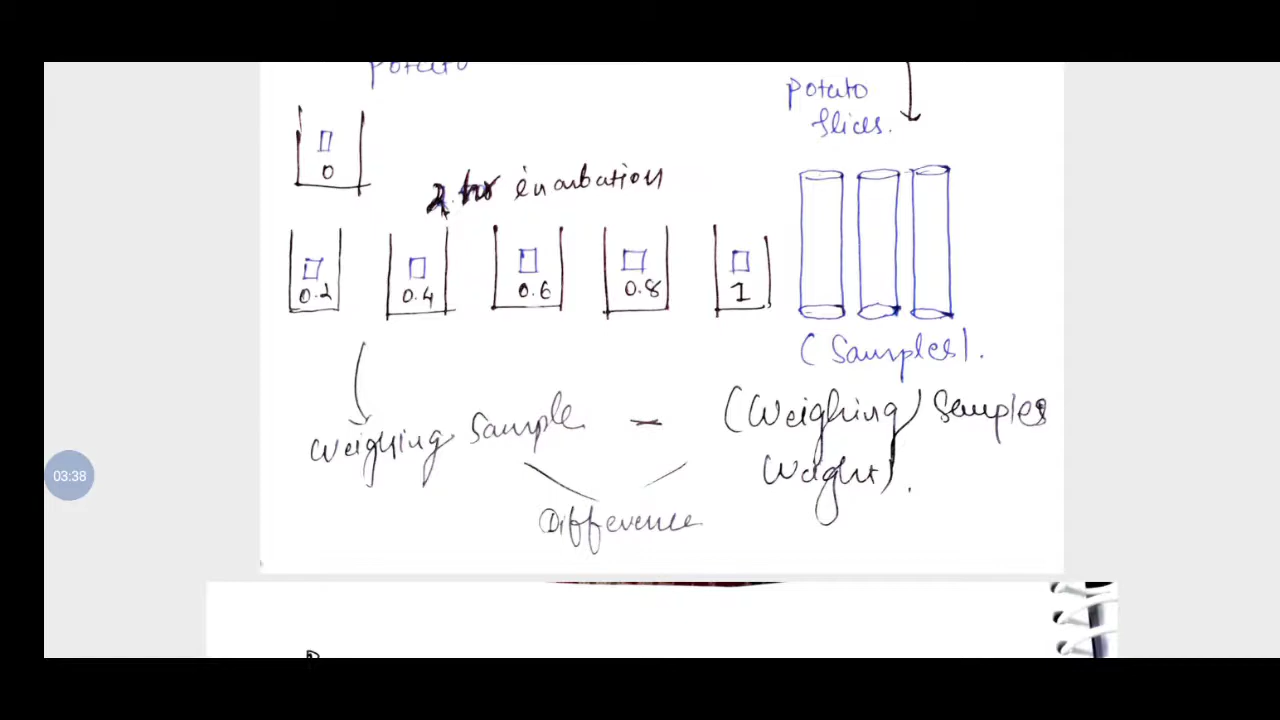 potato
potato
slices.
0
2 hr incubation
0.2
0.4
0.6
0.8
1
(Samples).
Weighing Sample - (Weighing) Samples
Weight).
Difference
03:38